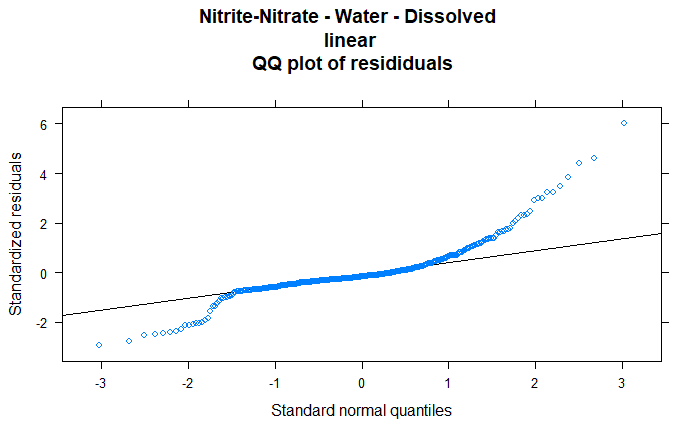 Nitrite-Nitrate - Water - Dissolved
linear
QQ plot of resididuals
6
4
2
0
-2
Standardized residuals
-3 -2 -1 0 1 2 3
Standard normal quantiles